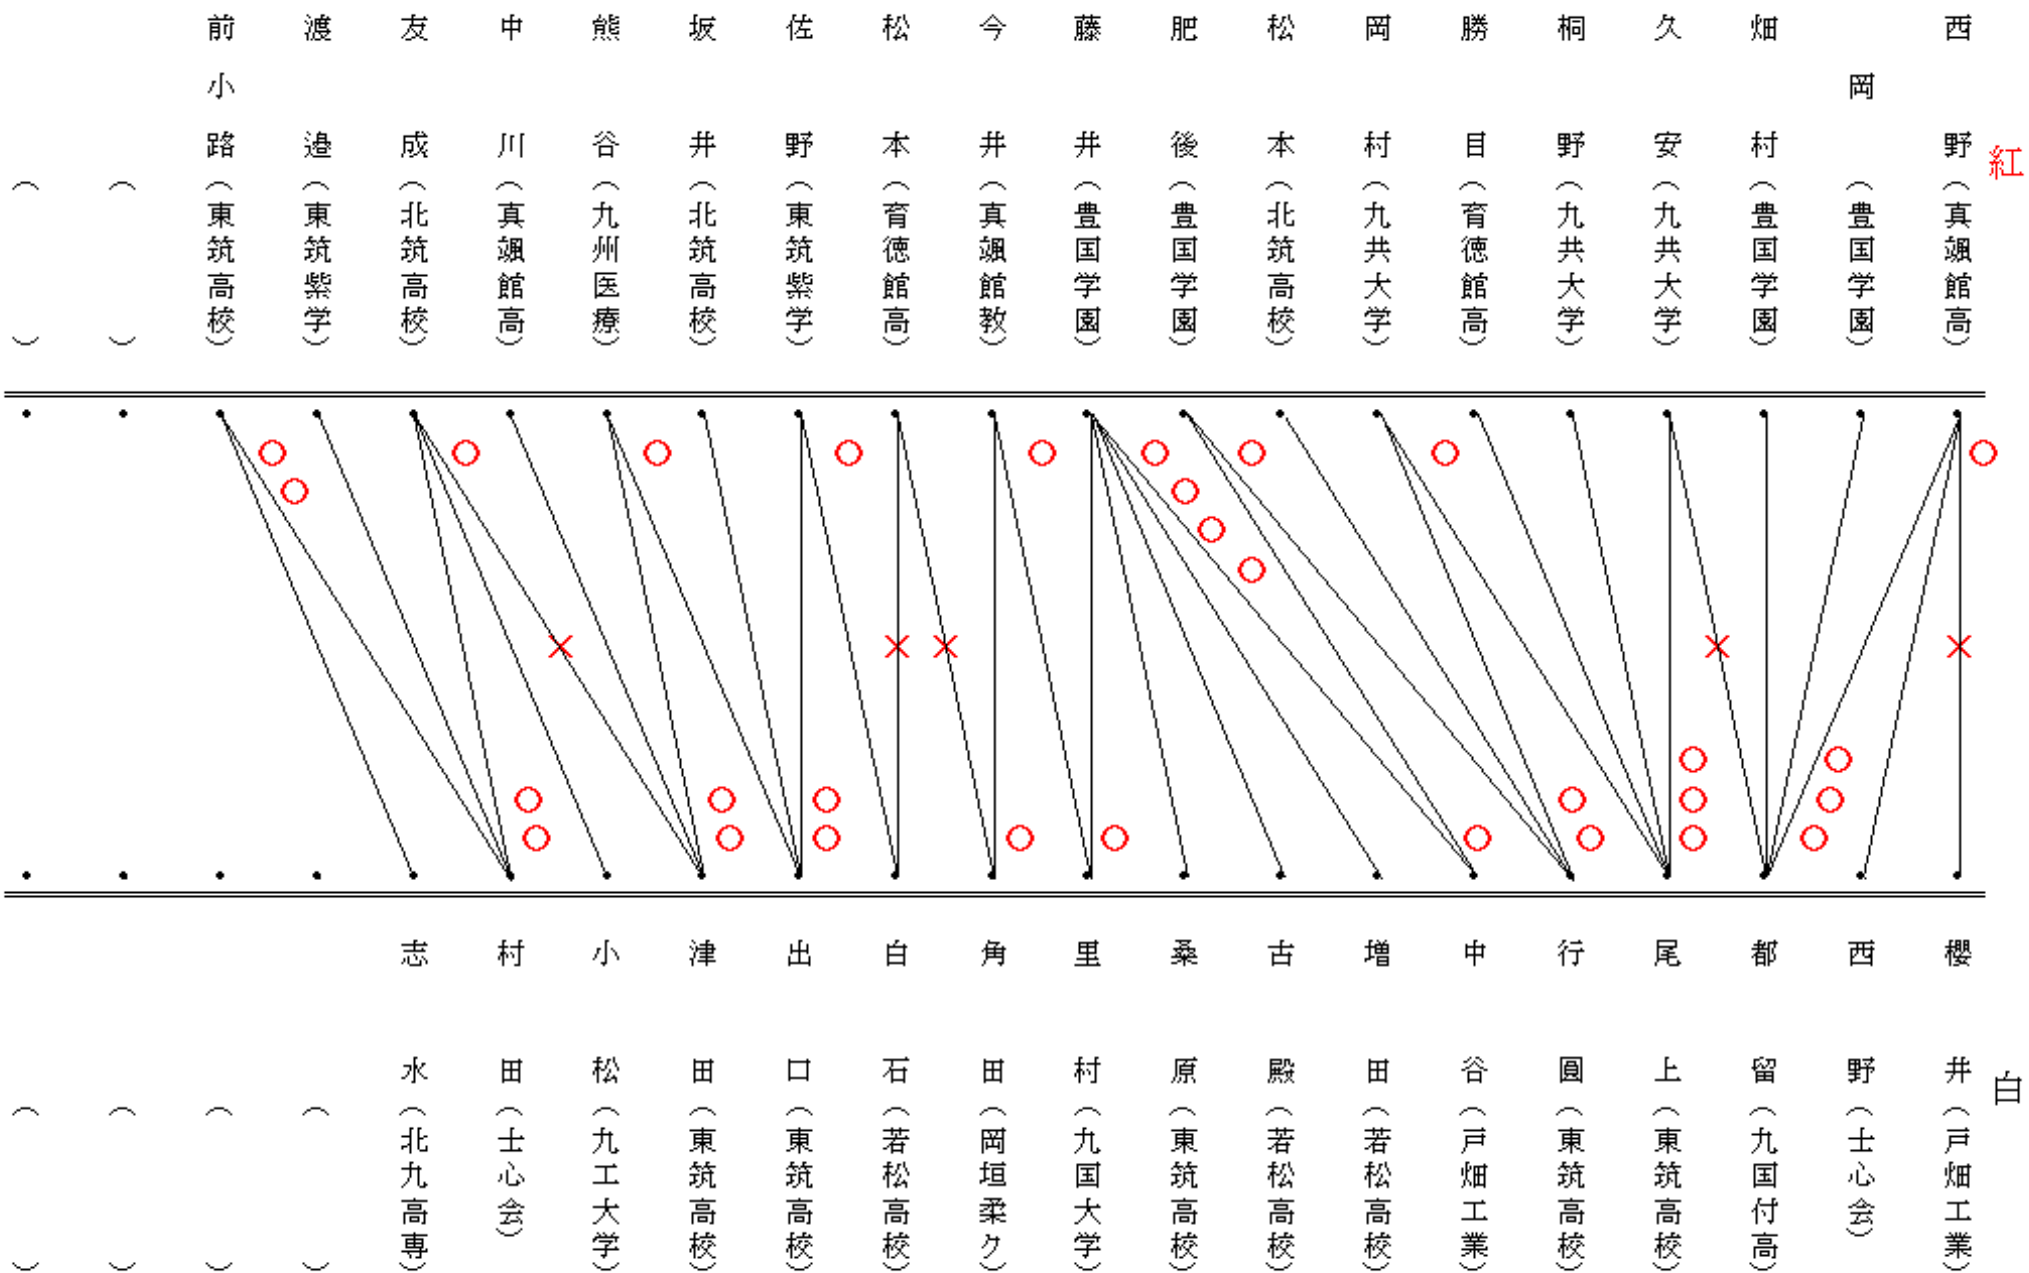 紅
西野（真颯館高）
岡（豊国学園）
畑村（豊国学園）
久安（九共大学）
桐野（九共大学）
勝目（育徳館高）
岡村（九共大学）
松本（北筑高校）
肥後（豊国学園）
藤井（豊国学園）
今井（真颯館教）
松本（育徳館高）
佐野（東筑紫学）
坂井（北筑高校）
熊谷（九州医療）
中川（真颯館高）
友成（北筑高校）
渡邉（東筑紫学）
前小路（東筑高校）
（）
（）
白
櫻井（戸畑工業）
西野（士心会）
都留（九国付高）
尾上（東筑高校）
行圓（東筑高校）
中谷（戸畑工業）
増田（若松高校）
古殿（若松高校）
桑原（東筑高校）
里村（九国大学）
角田（岡垣柔ク）
白石（若松高校）
出口（東筑高校）
津田（東筑高校）
小松（九工大学）
村田（士心会）
志水（北九高専）
（）
（）
（）
（）